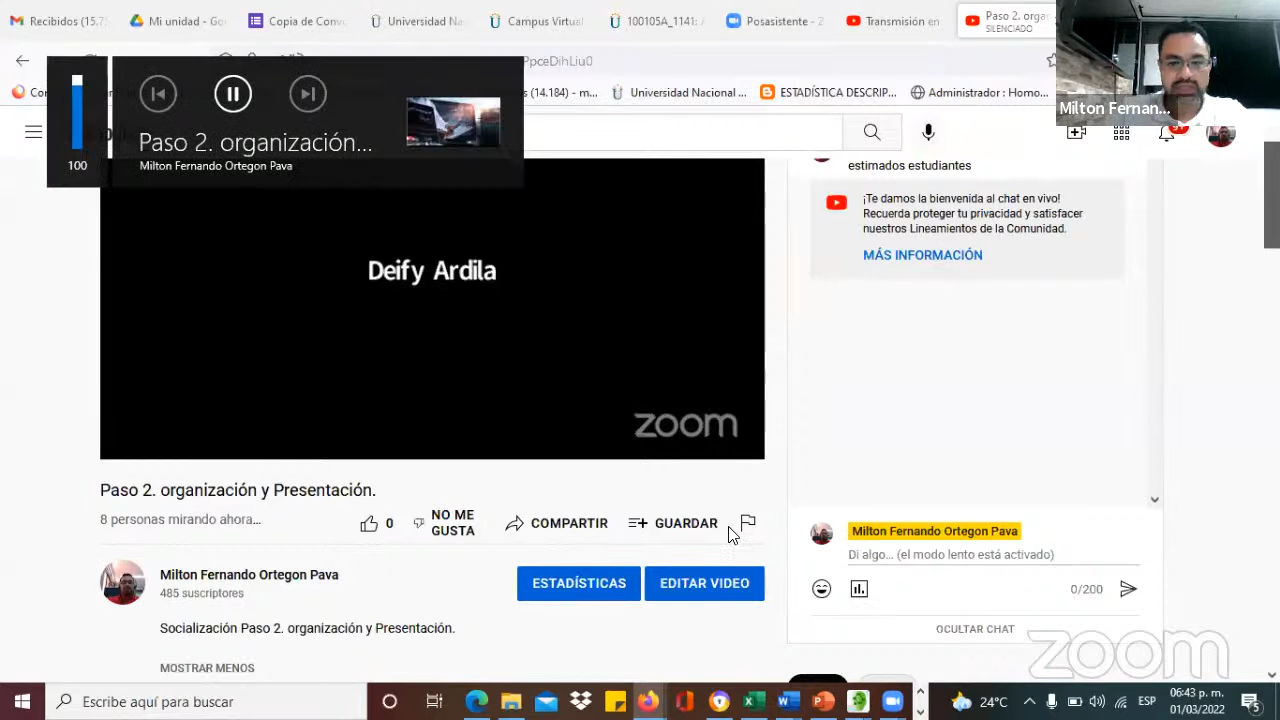 Recibidos (15.75
Mi unidad - Goo
Copia de Convo
Universidad Na
Campus Virtual
100105A_1141:
Posasistente - Z
Transmisión en
Paso 2. orga
SILENCIADO
PpceDihLiu0
Milton Fernan...
(14.184) - m...
Universidad Nacional ...
ESTADÍSTICA DESCRIP...
Administrador : Homo...
100
Paso 2. organización...
Milton Fernando Ortegon Pava
estimados estudiantes
¡Te damos la bienvenida al chat en vivo!
Recuerda proteger tu privacidad y satisfacer
nuestros Lineamientos de la Comunidad.
MÁS INFORMACIÓN
Deify Ardila
zoom
Paso 2. organización y Presentación.
8 personas mirando ahora...
0
NO ME
GUSTA
COMPARTIR
GUARDAR
Milton Fernando Ortegon Pava
485 suscriptores
ESTADÍSTICAS
EDITAR VIDEO
Socialización Paso 2. organización y Presentación.
MOSTRAR MENOS
Milton Fernando Ortegon Pava
Di algo... (el modo lento está activado)
0/200
OCULTAR CHAT
zoom
Escribe aquí para buscar
24°C
ESP
06:43 p. m.
01/03/2022
5